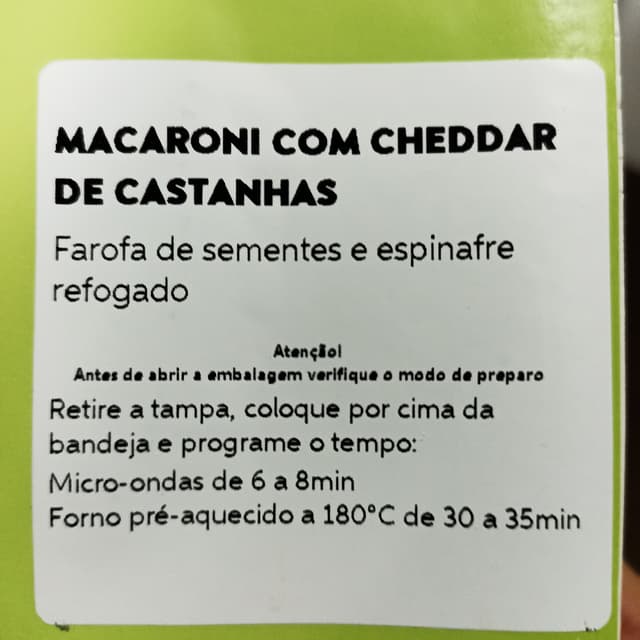 MACARONI COM CHEDDAR
DE CASTANHAS
Farofa de sementes e espinafre
refogado
Atenção!
Antes de abrir a embalagem verifique o modo de preparo
Retire a tampa, coloque por cima da
bandeja e programe o tempo:
Micro-ondas de 6 a 8min
Forno pré-aquecido a 180°C de 30 a 35min